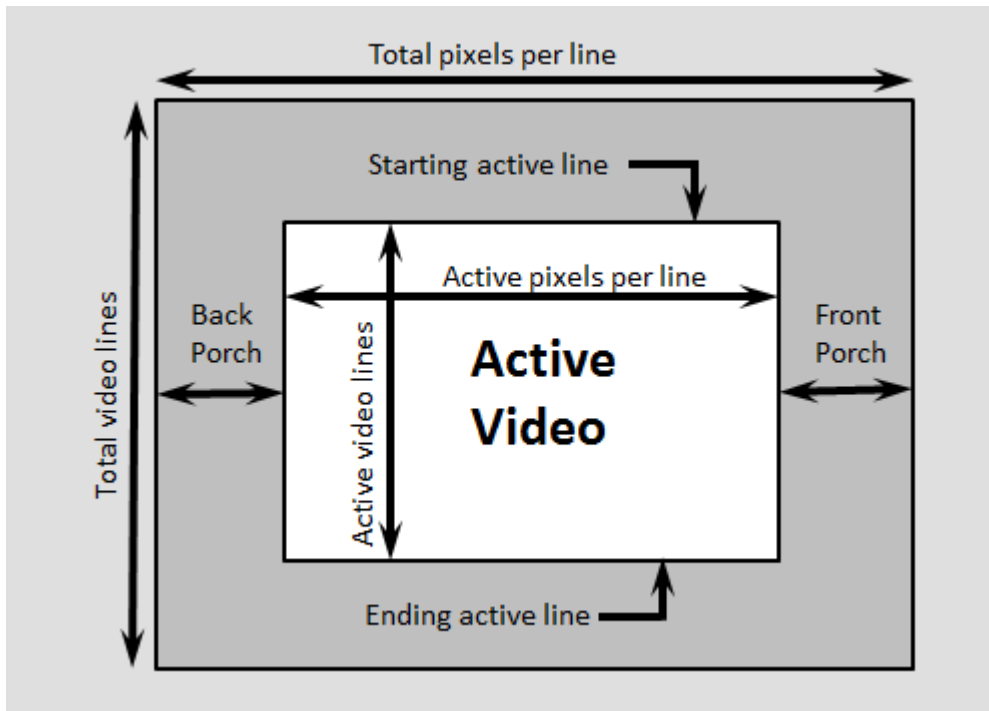 Total pixels per line
Starting active line
Active pixels per line
Back
Porch
Front
Porch
Total video lines
Active video lines
Active
Video
Ending active line